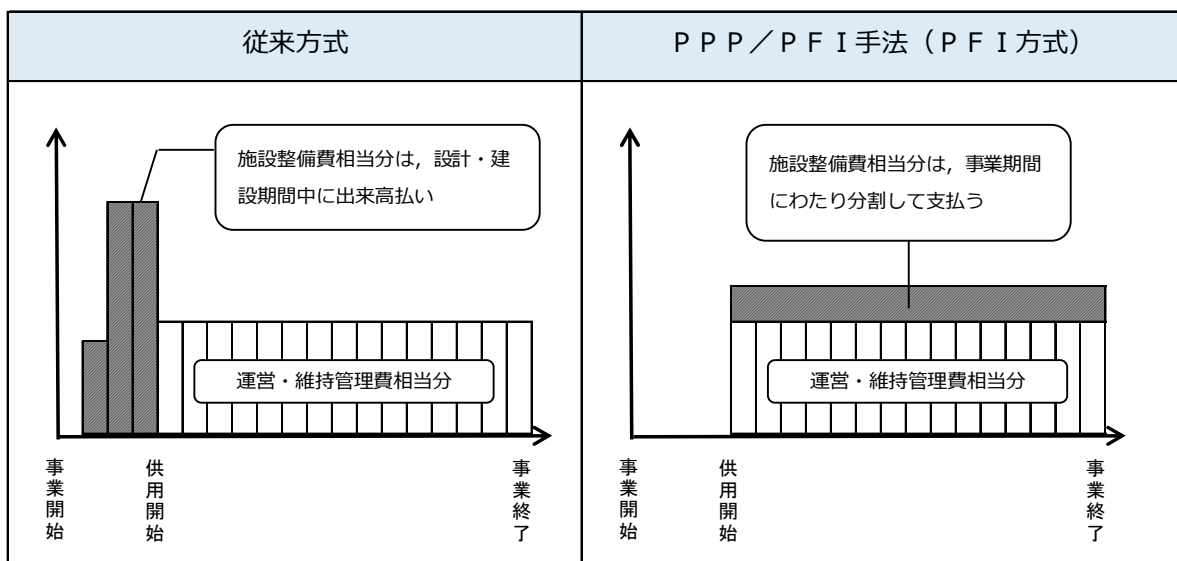 従来方式
ＰＰＰ／ＰＦＩ手法（ＰＦＩ方式）
施設整備費相当分は，設計・建
設期間中に出来高払い
運営・維持管理費相当分
事業開始
供用開始
事業終了
施設整備費相当分は，事業期間
にわたり分割して支払う
運営・維持管理費相当分
事業開始
供用開始
事業終了